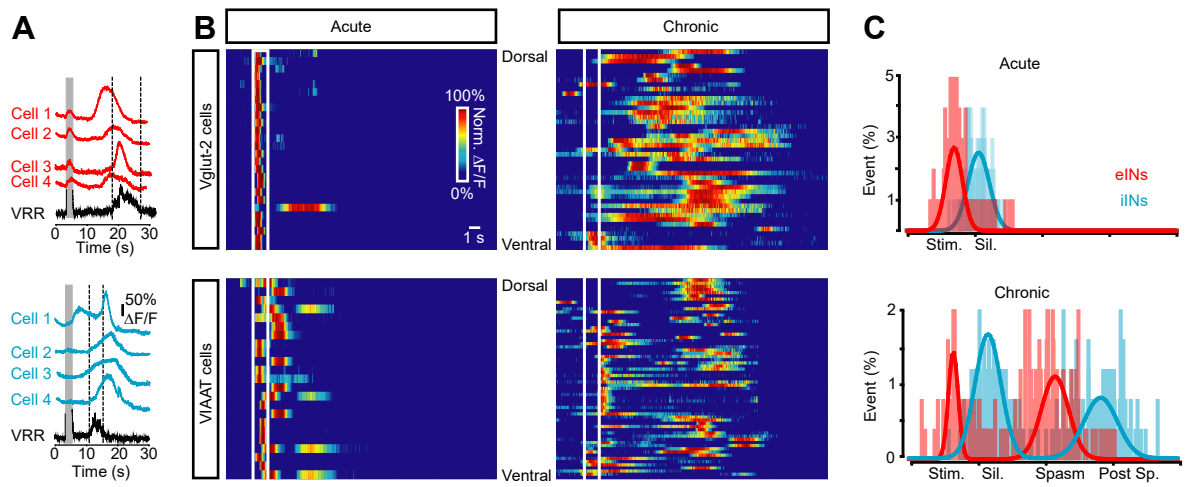 A
Cell 1
Cell 2
Cell 3
Cell 4
VRR
0 10 20 30
Time (s)
50%
ΔF/F
Cell 1
Cell 2
Cell 3
Cell 4
VRR
0 10 20 30
Time (s)
B
Acute
Chronic
Vglut-2 cells
100%
Norm. ΔF/F
0%
1 s
Dorsal
Ventral
VIAAT cells
Dorsal
Ventral
C
Acute
Event (%)
5
3
1
eINs
iINs
Stim. Sil.
Chronic
Event (%)
2
1
0
Stim. Sil. Spasm Post Sp.